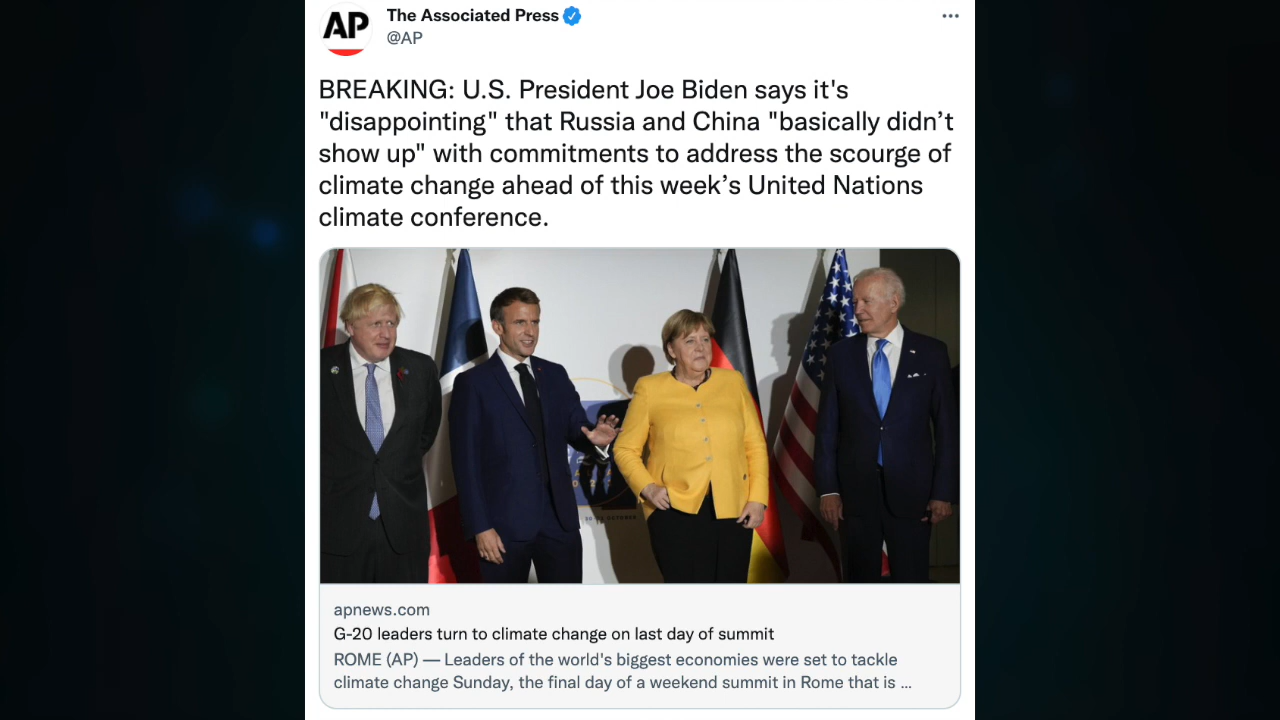 AP
The Associated Press
@AP
BREAKING: U.S. President Joe Biden says it's
"disappointing" that Russia and China "basically didn’t
show up" with commitments to address the scourge of
climate change ahead of this week’s United Nations
climate conference.
apnews.com
G-20 leaders turn to climate change on last day of summit
ROME (AP) — Leaders of the world's biggest economies were set to tackle
climate change Sunday, the final day of a weekend summit in Rome that is ...